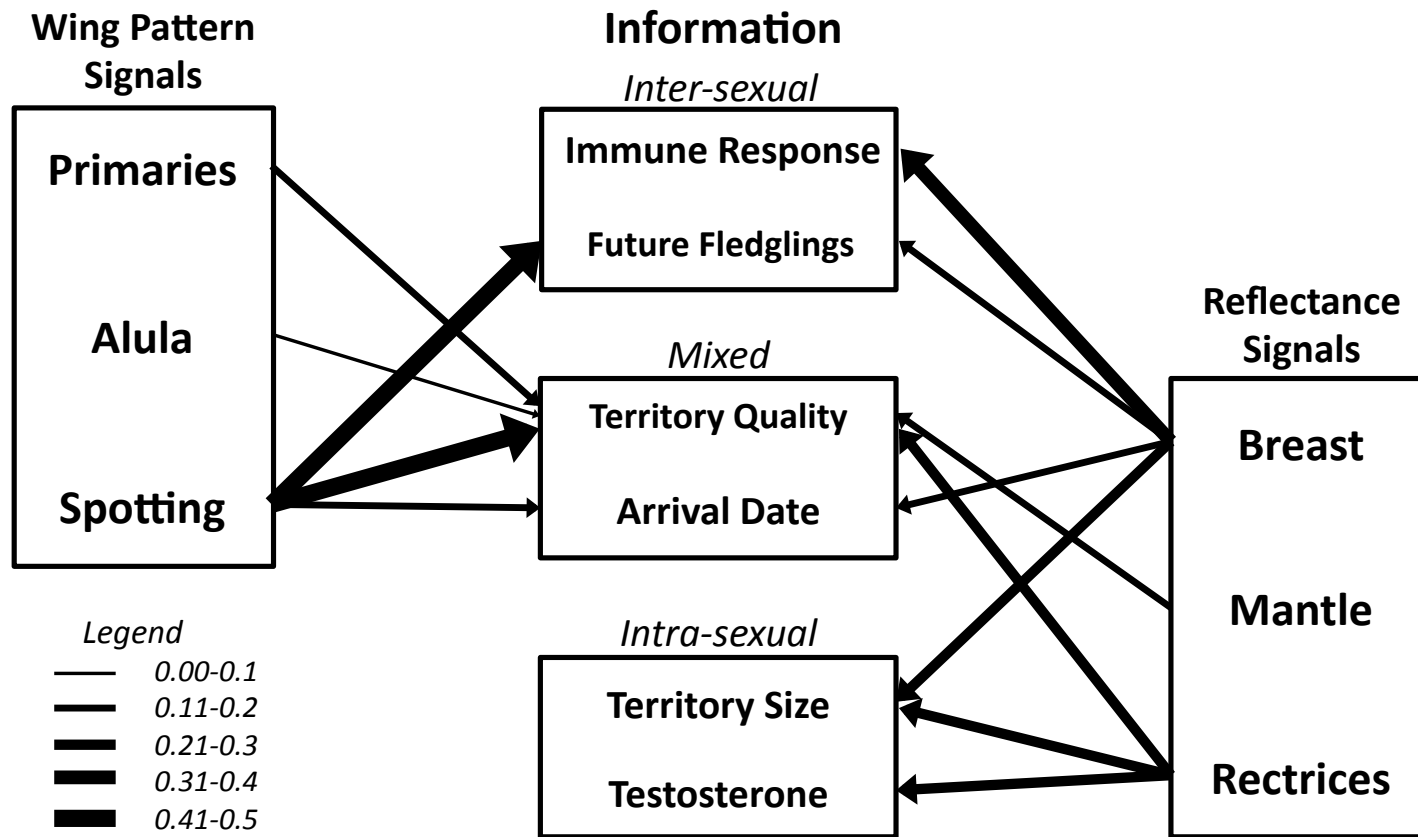 Wing Pattern
Signals
Primaries
Alula
Spotting
Legend
0.00-0.1
0.11-0.2
0.21-0.3
0.31-0.4
0.41-0.5
Information
Inter-sexual
Immune Response
Future Fledglings
Mixed
Territory Quality
Arrival Date
Intra-sexual
Territory Size
Testosterone
Reflectance
Signals
Breast
Mantle
Rectrices